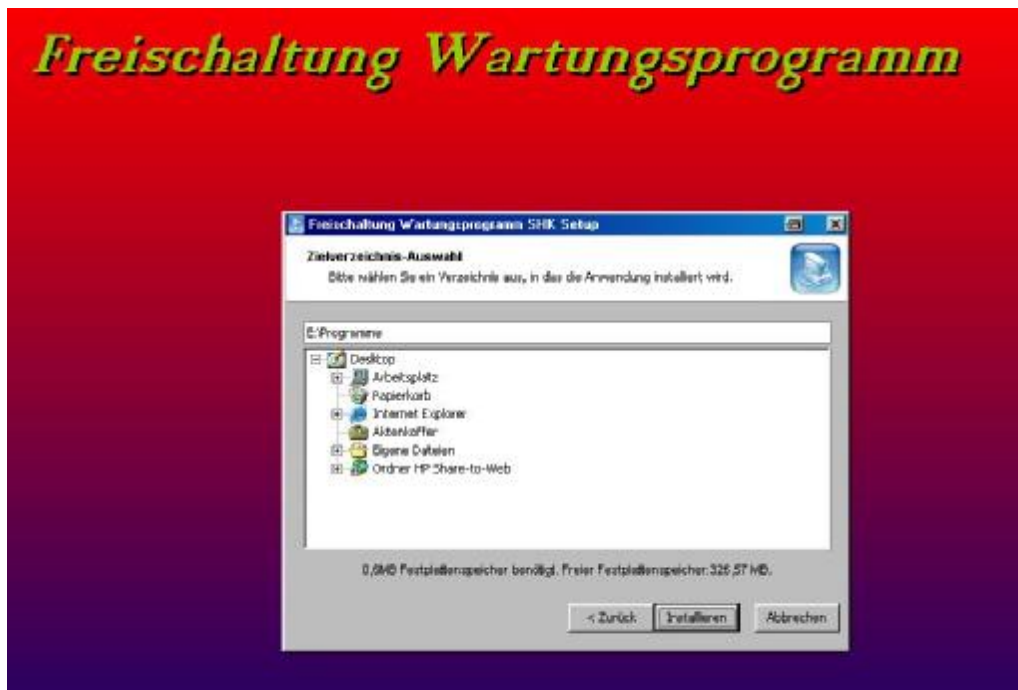 Freischaltung Wartungsprogramm
Freischaltung Wartungsprogramm SHK Setup
Zielverzeichnis-Auswahl
Bitte wählen Sie ein Verzeichnis aus, in das die Anwendung installiert wird.
E:\Programme
Desktop
Arbeitsplatz
Papierkorb
Internet Explorer
Aktenkoffer
Eigene Dateien
Ordner HP Share-to-Web
0,6MB Festplattenspeicher benötigt. Freier Festplattenspeicher: 326,57 MB.
< Zurück Installieren Abbrechen